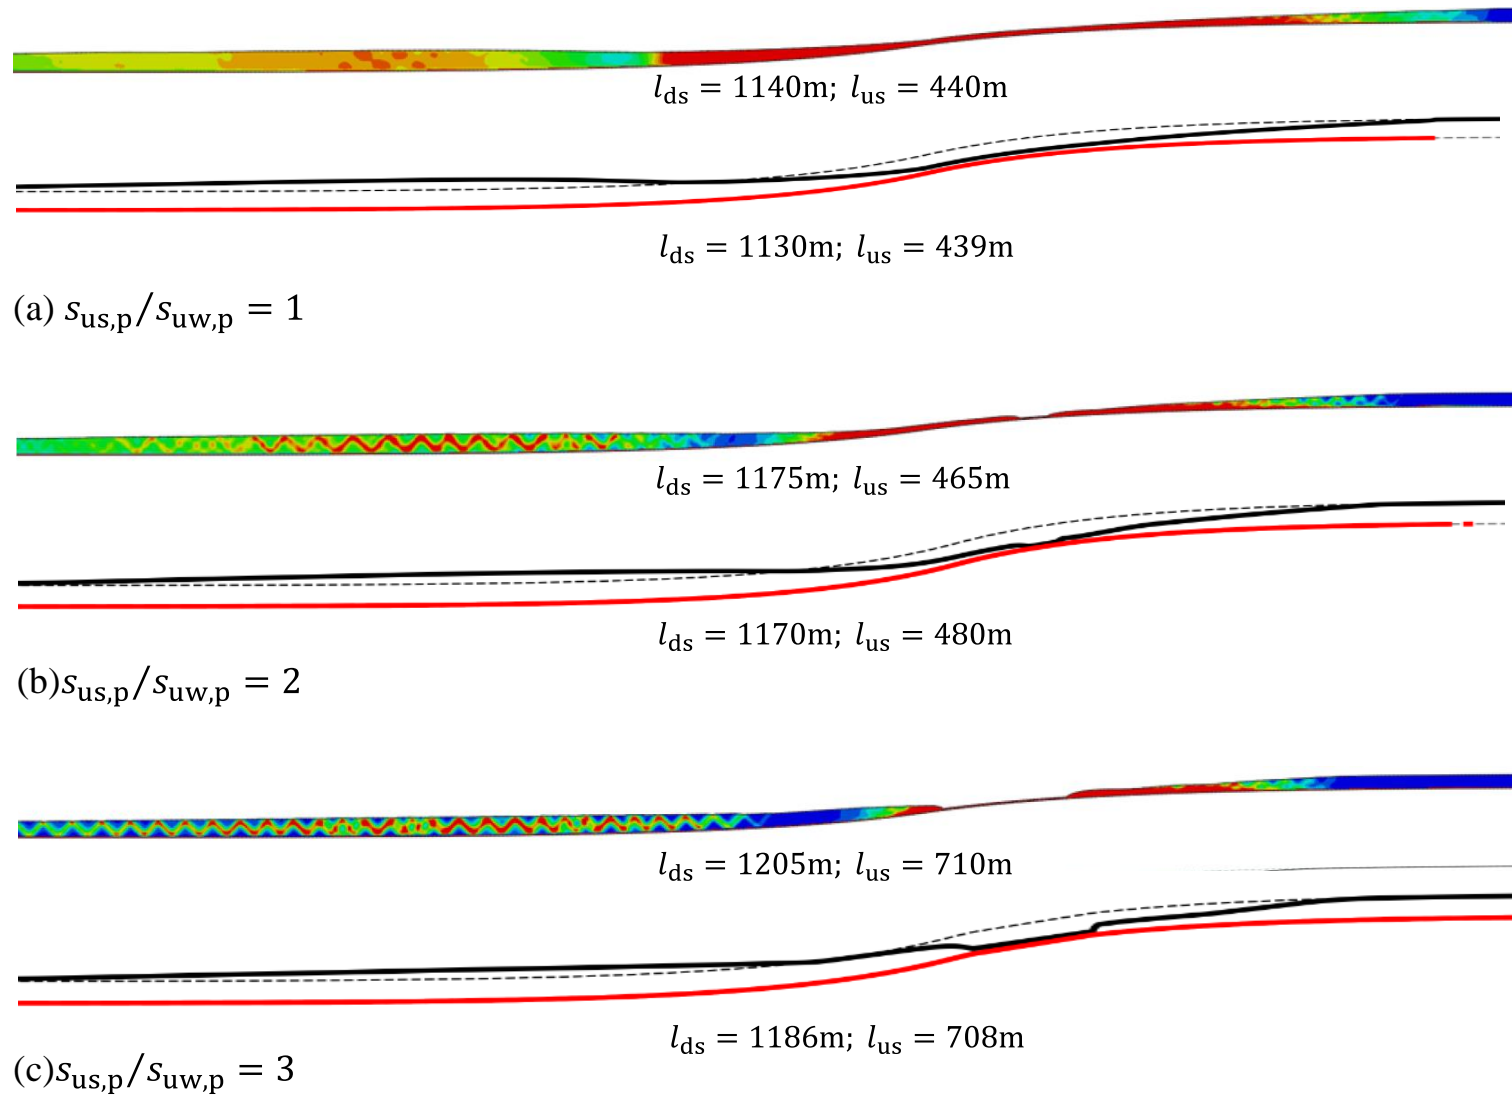 l_ds = 1140m; l_us = 440m
l_ds = 1130m; l_us = 439m
(a) s_us,p/s_uw,p = 1
l_ds = 1175m; l_us = 465m
l_ds = 1170m; l_us = 480m
(b)s_us,p/s_uw,p = 2
l_ds = 1205m; l_us = 710m
l_ds = 1186m; l_us = 708m
(c)s_us,p/s_uw,p = 3